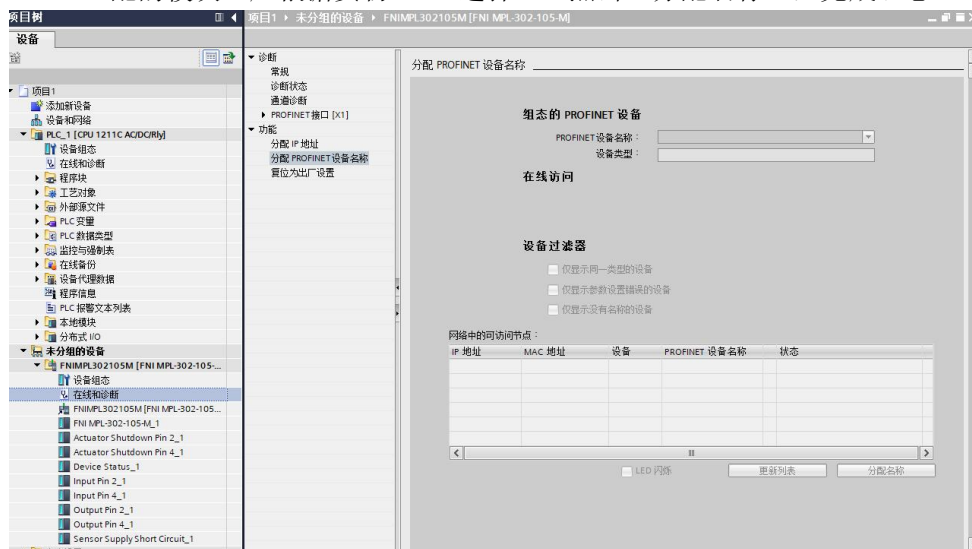 项目树
项目1 › 未分组的设备 › FNIMPL302105M [FNI MPL-302-105-M]
设备
项目1
添加新设备
设备和网络
PLC_1 [CPU 1211C AC/DC/Rly]
设备组态
在线和诊断
程序块
工艺对象
外部源文件
PLC 变量
PLC 数据类型
监控与强制表
在线备份
设备代理数据
程序信息
PLC 报警文本列表
本地模块
分布式 I/O
未分组的设备
FNIMPL302105M [FNI MPL-302-105-...
设备组态
在线和诊断
FNIMPL302105M [FNI MPL-302-105...
FNI MPL-302-105-M_1
Actuator Shutdown Pin 2_1
Actuator Shutdown Pin 4_1
Device Status_1
Input Pin 2_1
Input Pin 4_1
Output Pin 2_1
Output Pin 4_1
Sensor Supply Short Circuit_1
诊断
常规
诊断状态
通道诊断
PROFINET 接口 [X1]
功能
分配 IP 地址
分配 PROFINET 设备名称
复位为出厂设置
分配 PROFINET 设备名称
组态的 PROFINET 设备
PROFINET 设备名称：
设备类型：
在线访问
设备过滤器
仅显示同一类型的设备
仅显示参数设置错误的设备
仅显示没有名称的设备
网络中的可访问节点：
IP 地址 MAC 地址 设备 PROFINET 设备名称 状态
LED 闪烁 更新列表 分配名称